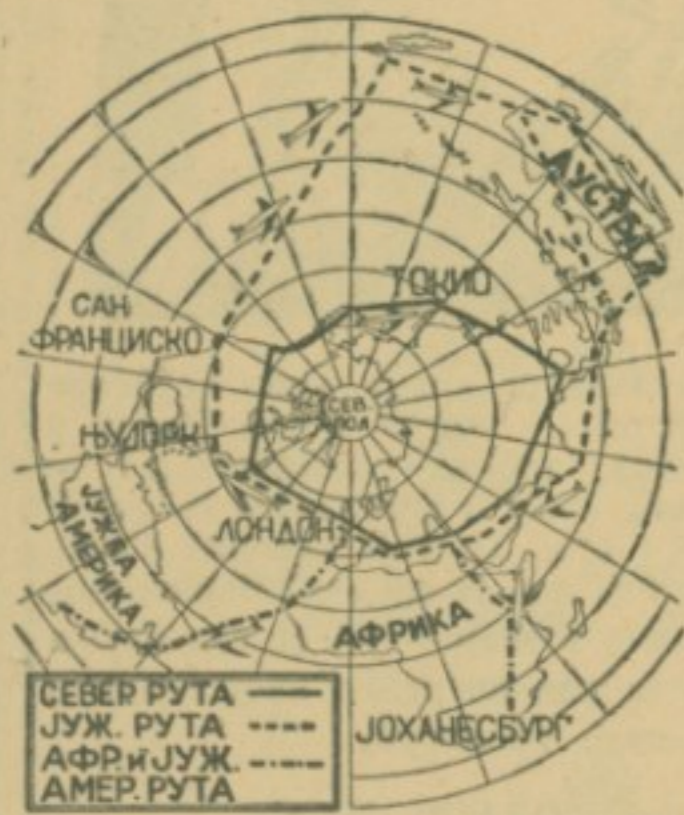 ТОКИО
АУСТРАЛ
САН
ФРАНЦИСКО
СЕВ.
ПОЛ
ЊУЈОРК
ЛОНДОН
ЈУЖНА
АМЕРИКА
АФРИКА
ЈОХАНЕСБУРГ
СЕВЕР. РУТА
ЈУЖ. РУТА
АФР. и ЈУЖ.
АМЕР. РУТА